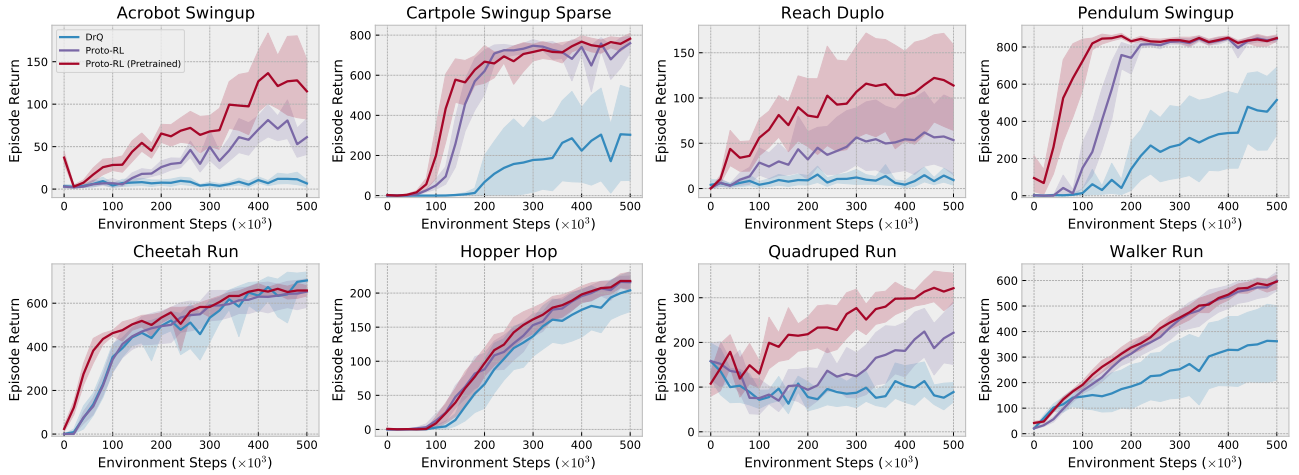 Acrobot Swingup
Episode Return
150
100
50
0
DrQ
Proto-RL
Proto-RL (Pretrained)
0 100 200 300 400 500
Environment Steps (×10³)
Cartpole Swingup Sparse
Episode Return
800
600
400
200
0
0 100 200 300 400 500
Environment Steps (×10³)
Reach Duplo
Episode Return
150
100
50
0
0 100 200 300 400 500
Environment Steps (×10³)
Pendulum Swingup
Episode Return
800
600
400
200
0
0 100 200 300 400 500
Environment Steps (×10³)
Cheetah Run
Episode Return
600
400
200
0
0 100 200 300 400 500
Environment Steps (×10³)
Hopper Hop
Episode Return
200
150
100
50
0
0 100 200 300 400 500
Environment Steps (×10³)
Quadruped Run
Episode Return
300
200
100
0
0 100 200 300 400 500
Environment Steps (×10³)
Walker Run
Episode Return
600
500
400
300
200
100
0
0 100 200 300 400 500
Environment Steps (×10³)